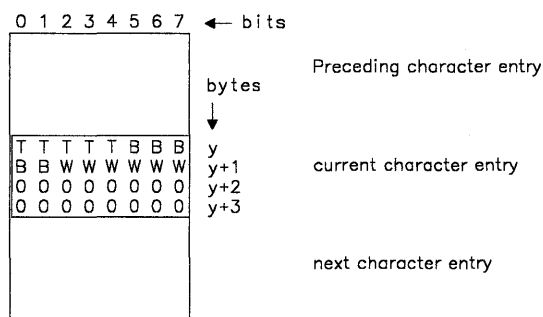 0 1 2 3 4 5 6 7 ← bits
Preceding character entry
bytes
↓
T T T T T B B B y
B B W W W W W W y+1 current character entry
0 0 0 0 0 0 0 0 y+2
0 0 0 0 0 0 0 0 y+3
next character entry